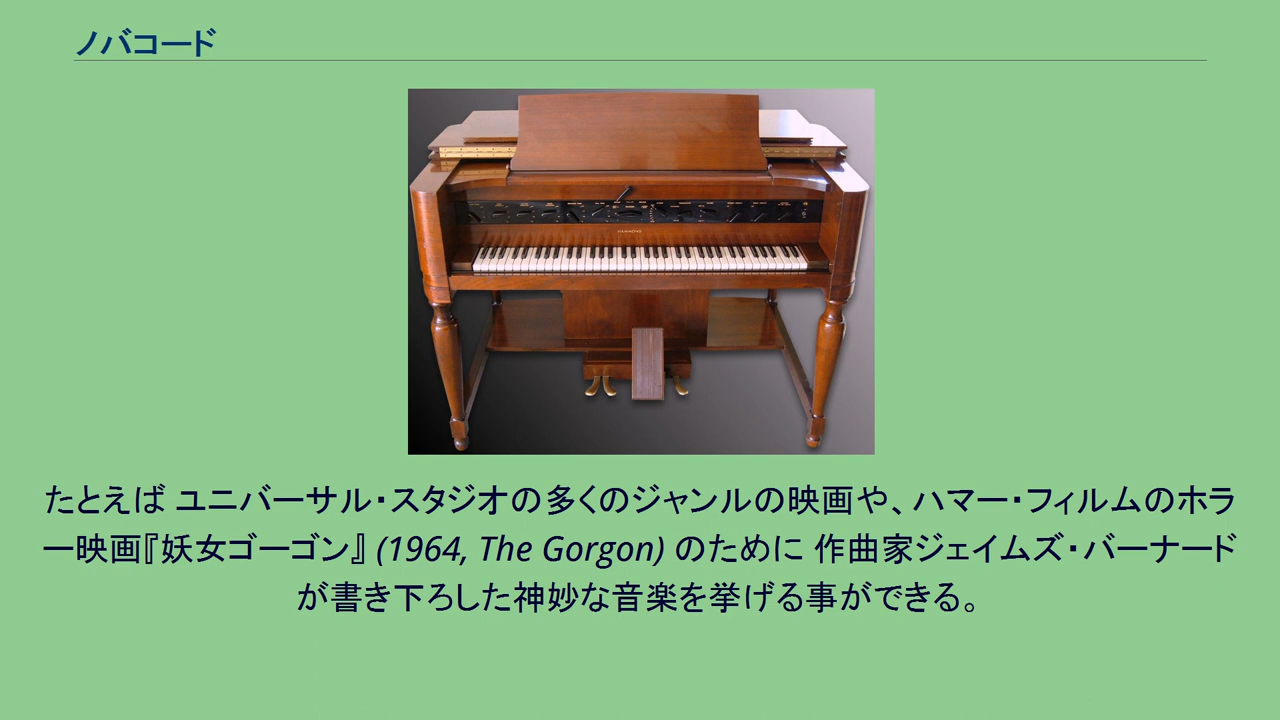 ノバコード
HAMMOND
たとえば ユニバーサル・スタジオの多くのジャンルの映画や、ハマー・フィルムのホラ
ー映画『妖女ゴーゴン』 (1964, The Gorgon) のために 作曲家ジェイムズ・バーナード
が書き下ろした神妙な音楽を挙げる事ができる。